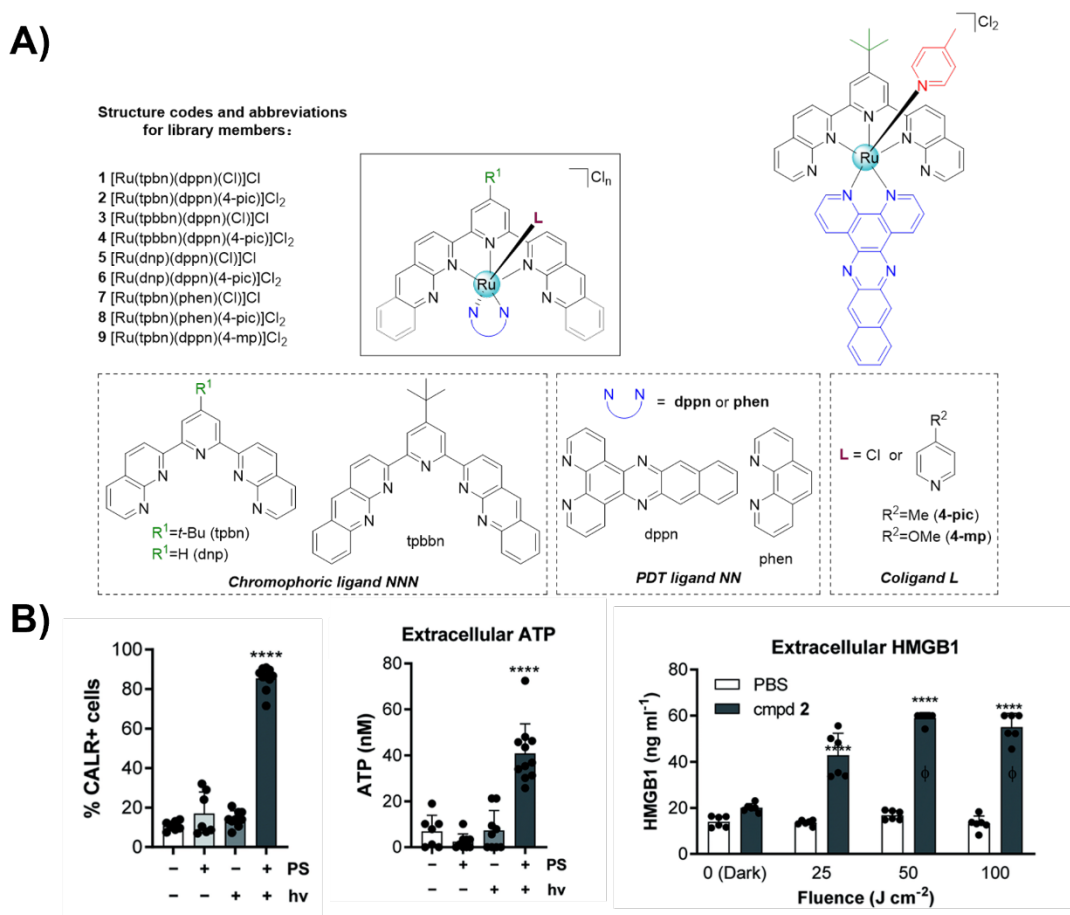 A)
Structure codes and abbreviations
for library members:
1 [Ru(tpbn)(dppn)(Cl)]Cl
2 [Ru(tpbn)(dppn)(4-pic)]Cl₂
3 [Ru(tpbbn)(dppn)(Cl)]Cl
4 [Ru(tpbbn)(dppn)(4-pic)]Cl₂
5 [Ru(dnp)(dppn)(Cl)]Cl
6 [Ru(dnp)(dppn)(4-pic)]Cl₂
7 [Ru(tpbn)(phen)(Cl)]Cl
8 [Ru(tpbn)(phen)(4-pic)]Cl₂
9 [Ru(tpbn)(dppn)(4-mp)]Cl₂
R¹
Clₙ
L
N
N N
N Ru
N N
Cl₂
N
N
N N
N Ru N
N N
N N
R¹
N
N N
N N
R¹=t-Bu (tpbn)
R¹=H (dnp)
N
N N
N N
tpbbn
Chromophoric ligand NNN
N N = dppn or phen
N N
N N
dppn
N
N
phen
PDT ligand NN
L = Cl or
R²
N
R²=Me (4-pic)
R²=OMe (4-mp)
Coligand L
B)
% CALR+ cells
100
80
60
40
20
0
****
− + − + PS
− − + + hv
Extracellular ATP
ATP (nM)
80
60
40
20
0
****
− + − + PS
− − + + hv
Extracellular HMGB1
HMGB1 (ng ml⁻¹)
80
60
40
20
0
PBS
cmpd 2
****
****
****
ϕ
ϕ
0 (Dark) 25 50 100
Fluence (J cm⁻²)